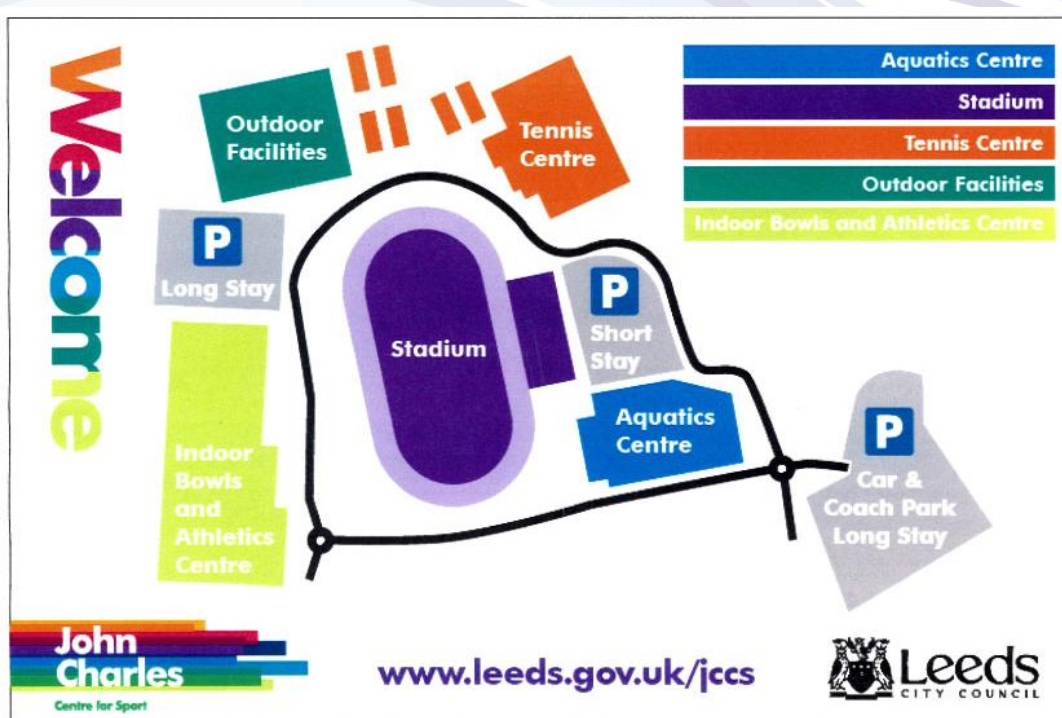 Welcome
Outdoor
Facilities
Tennis
Centre
Aquatics Centre
Stadium
Tennis Centre
Outdoor Facilities
Indoor Bowls and Athletics Centre
P
Long Stay
Stadium
P
Short
Stay
Aquatics
Centre
P
Car &
Coach Park
Long Stay
Indoor
Bowls
and
Athletics
Centre
John
Charles
Centre for Sport
www.leeds.gov.uk/jccs
Leeds
CITY COUNCIL